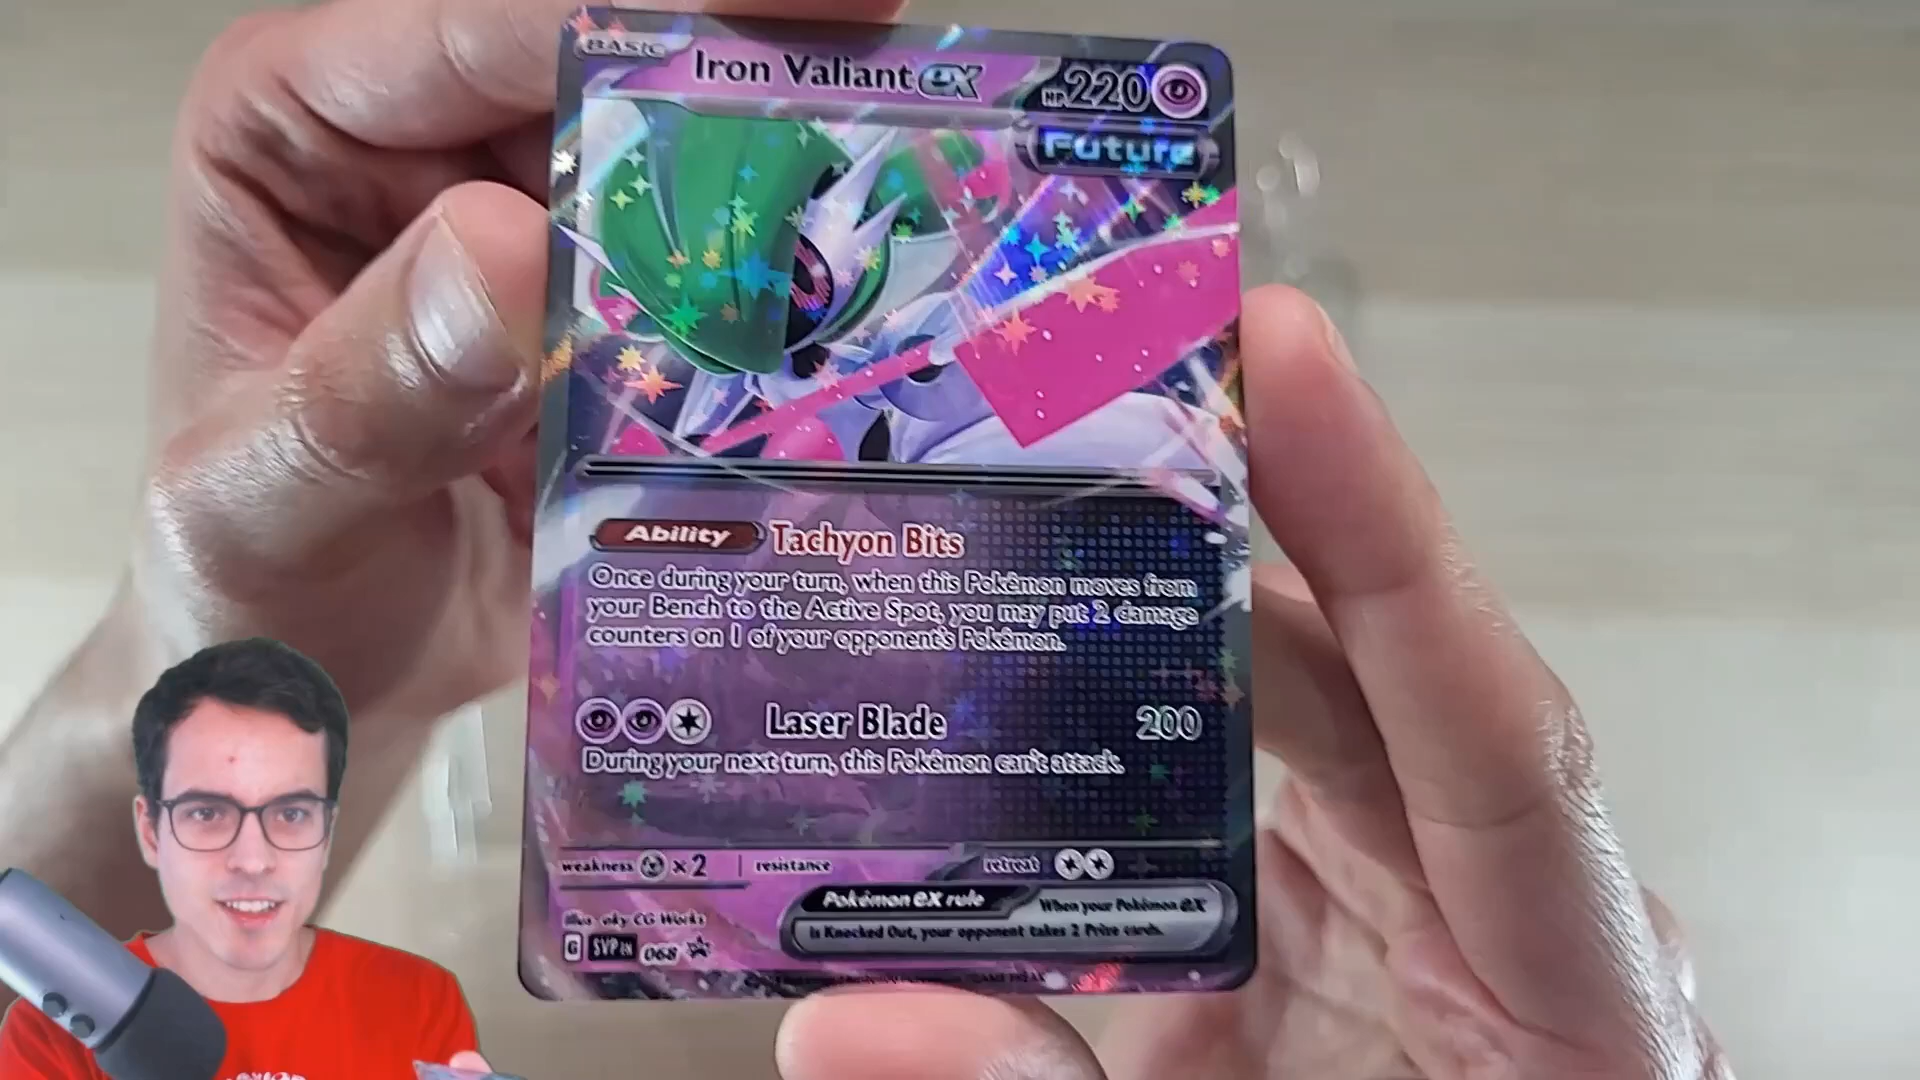 BASIC Iron Valiant ex HP 220
Future
Ability Tachyon Bits
Once during your turn, when this Pokémon moves from
your Bench to the Active Spot, you may put 2 damage
counters on 1 of your opponent's Pokémon.
Laser Blade 200
During your next turn, this Pokémon can't attack.
weakness ×2 | resistance retreat
Pokémon ex rule When your Pokémon ex
is Knocked Out, your opponent takes 2 Prize cards.
CG Works
G SVP EN 068